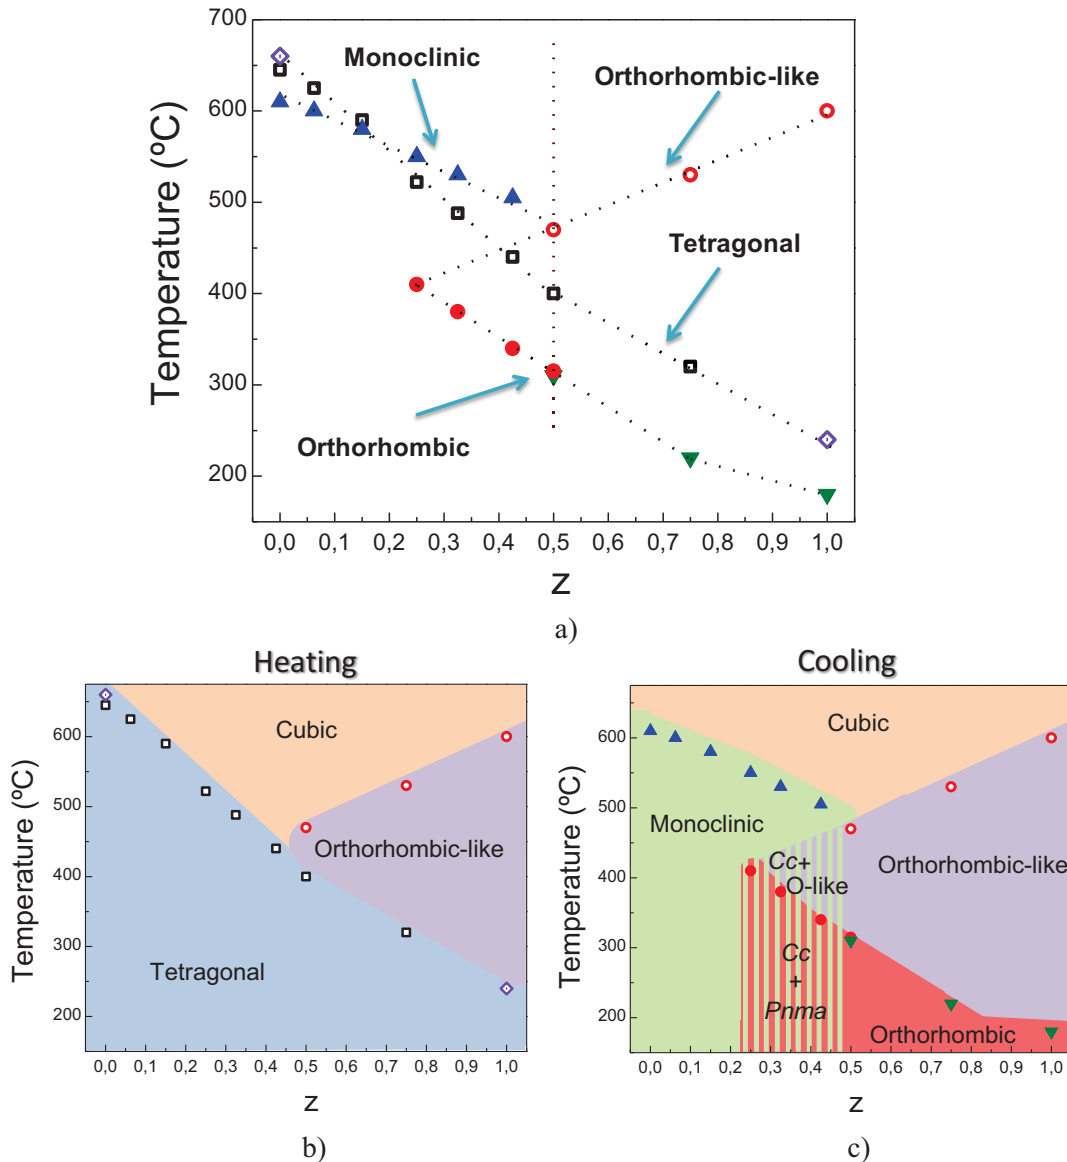 700
600
500
400
300
200
Temperature (ºC)
Monoclinic
Orthorhombic-like
Tetragonal
Orthorhombic
0,0 0,1 0,2 0,3 0,4 0,5 0,6 0,7 0,8 0,9 1,0
z
a)
Heating
600
500
400
300
200
Temperature (ºC)
Cubic
Orthorhombic-like
Tetragonal
0,0 0,1 0,2 0,3 0,4 0,5 0,6 0,7 0,8 0,9 1,0
z
b)
Cooling
600
500
400
300
200
Temperature (ºC)
Cubic
Monoclinic
Cc+
O-like
Orthorhombic-like
Cc
+
Pnma
Orthorhombic
0,0 0,1 0,2 0,3 0,4 0,5 0,6 0,7 0,8 0,9 1,0
z
c)